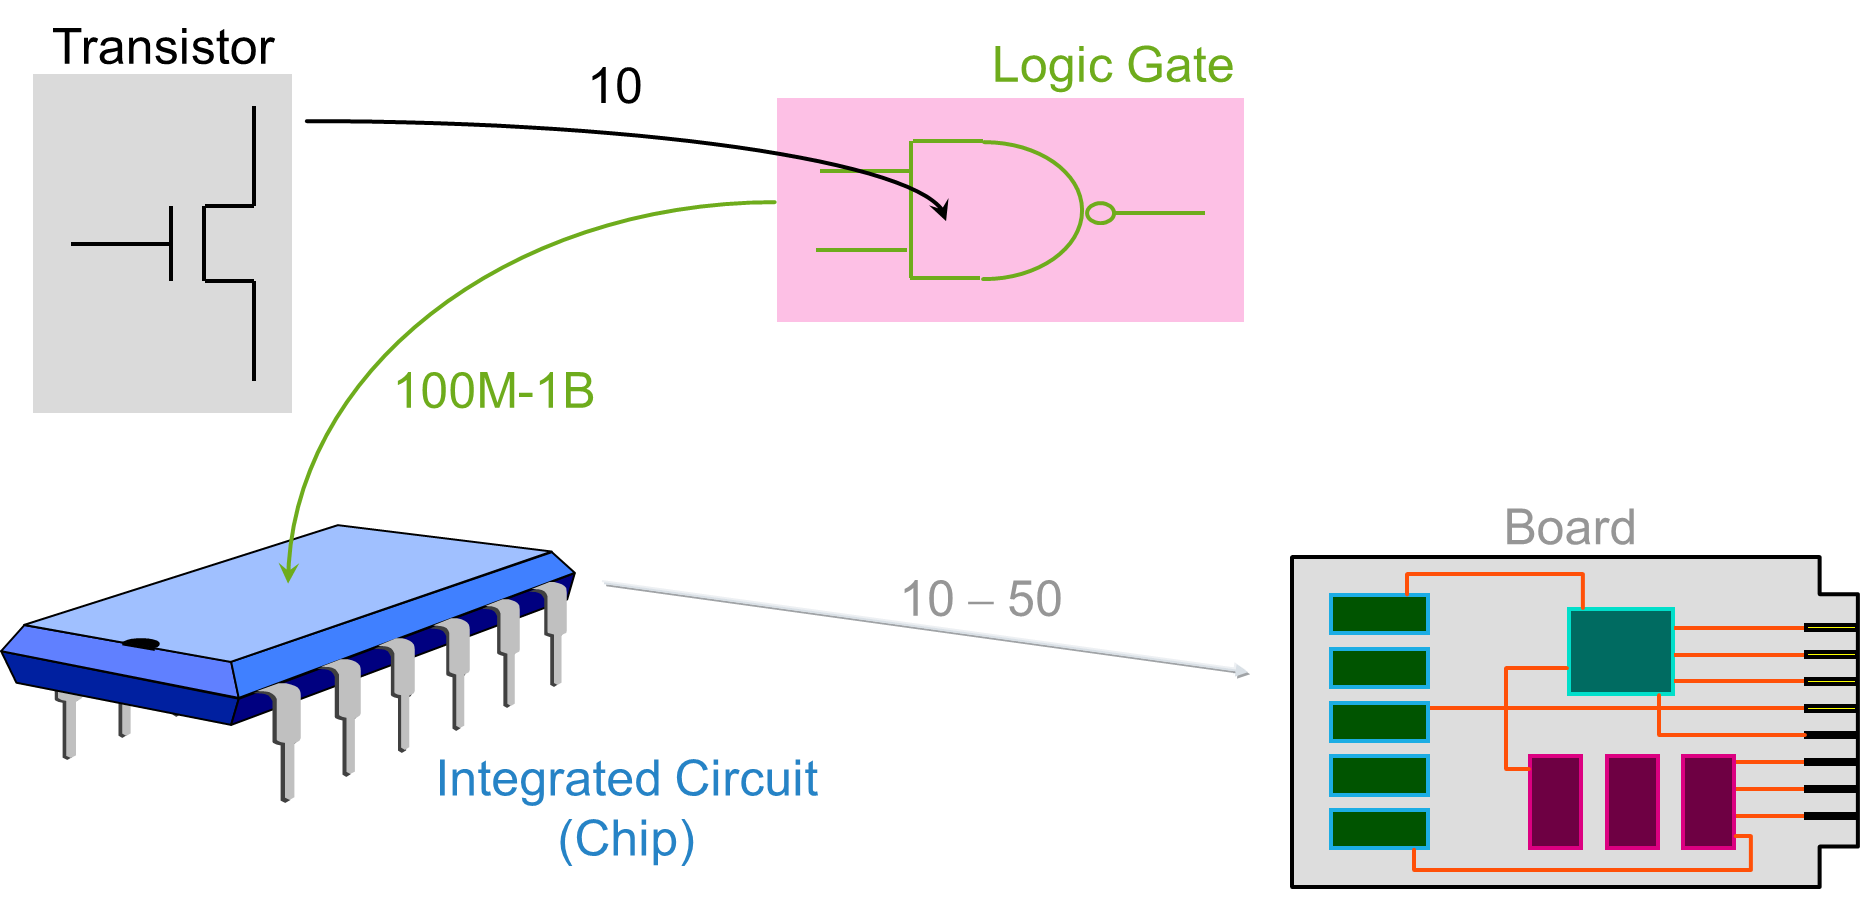 Transistor
10
Logic Gate
100M-1B
Board
10 – 50
Integrated Circuit
(Chip)